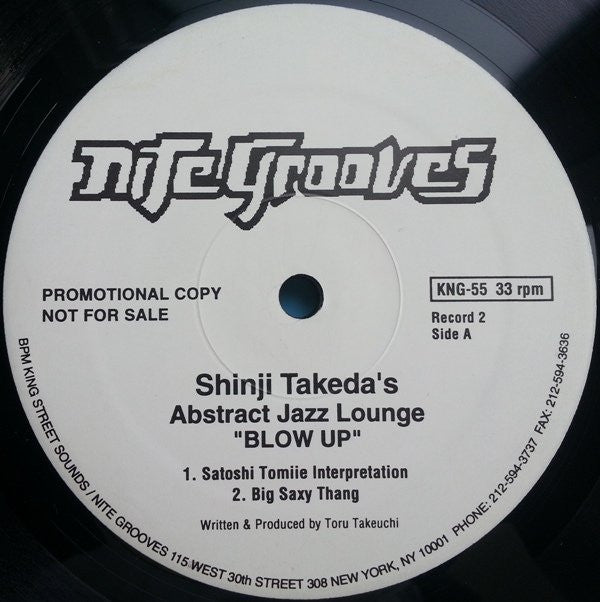 nite grooves
PROMOTIONAL COPY
NOT FOR SALE
KNG-55 33 rpm
Record 2
Side A
Shinji Takeda's
Abstract Jazz Lounge
"BLOW UP"
1. Satoshi Tomiie Interpretation
2. Big Saxy Thang
Written & Produced by Toru Takeuchi
BPM KING STREET SOUNDS / NITE GROOVES 115 WEST 30th STREET 308 NEW YORK, NY 10001 PHONE: 212-594-3737 FAX: 212-594-3636